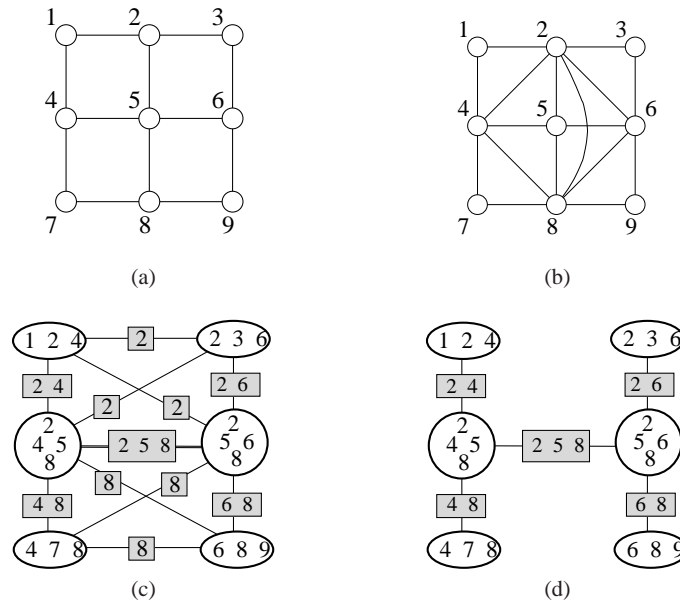 1 2 3
4 5 6
7 8 9
(a)
1 2 3
4 5 6
7 8 9
(b)
1 2 4 2 2 3 6
2 4 2 2 2 6
2
4 5
8
2 5 8
2
5 6
8
4 8 8 8 6 8
4 7 8 8 6 8 9
(c)
1 2 4 2 3 6
2 4 2 6
2
4 5
8
2 5 8
2
5 6
8
4 8 6 8
4 7 8 6 8 9
(d)